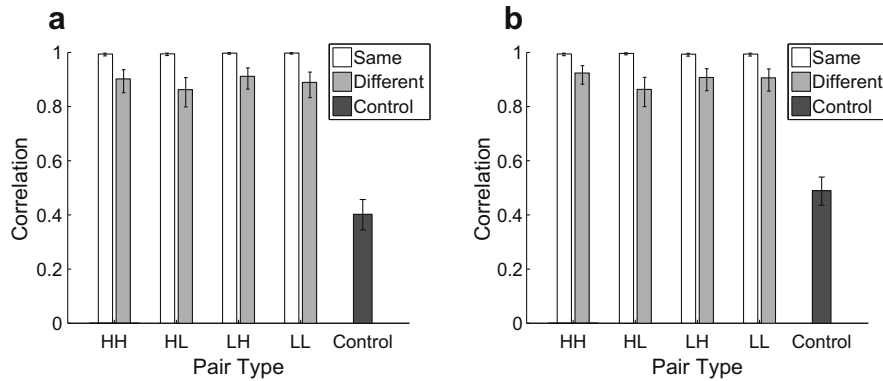 a
Correlation
1
0.8
0.6
0.4
0.2
0
Same
Different
Control
HH HL LH LL Control
Pair Type
b
Correlation
1
0.8
0.6
0.4
0.2
0
Same
Different
Control
HH HL LH LL Control
Pair Type